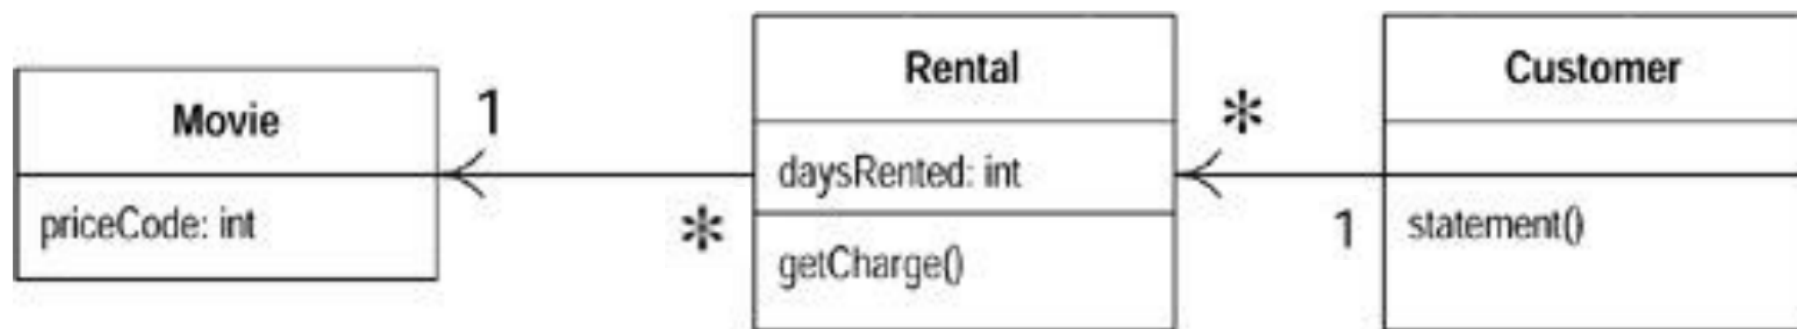 Movie
priceCode: int
1
*
Rental
daysRented: int
getCharge()
*
1
Customer
statement()